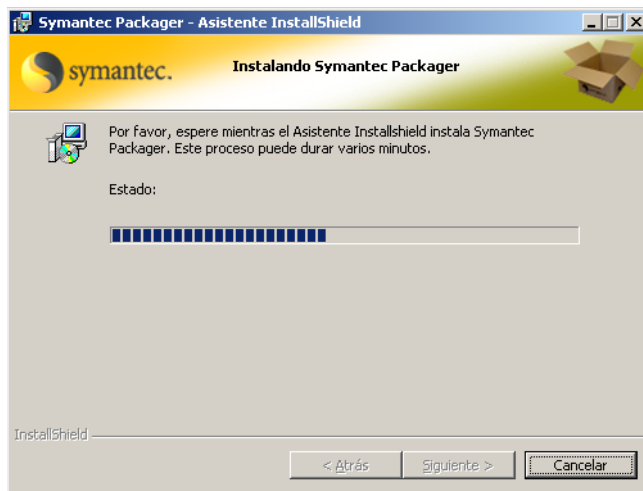 Symantec Packager - Asistente InstallShield
symantec.
Instalando Symantec Packager
Por favor, espere mientras el Asistente Installshield instala Symantec
Packager. Este proceso puede durar varios minutos.
Estado:
InstallShield
< Atrás
Siguiente >
Cancelar